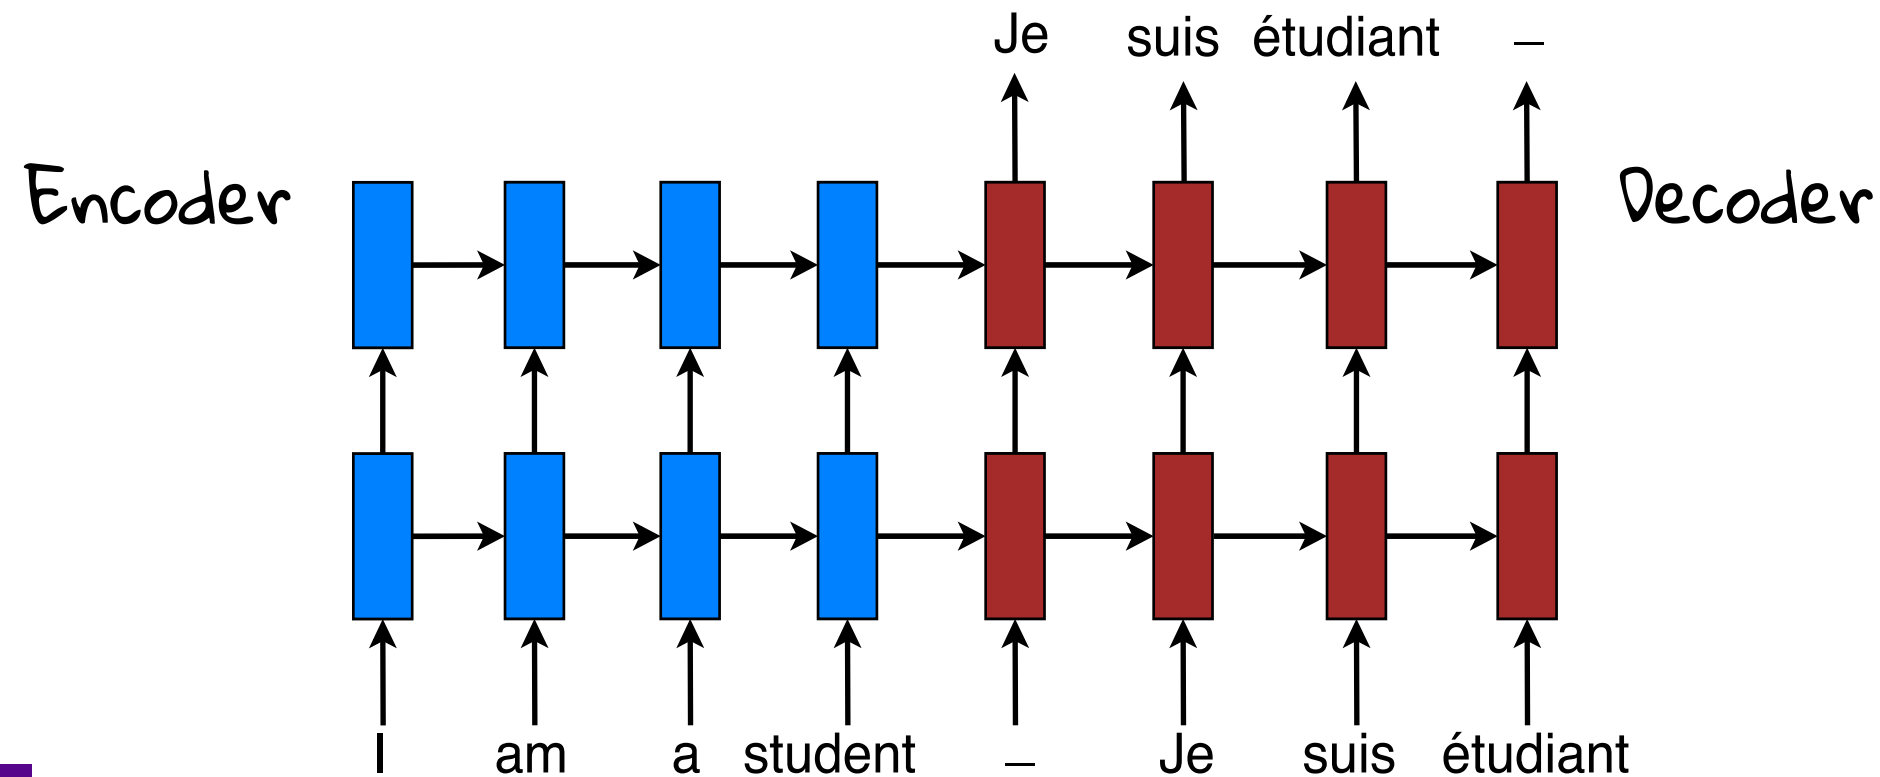 Je suis étudiant –
Encoder Decoder
I am a student – Je suis étudiant